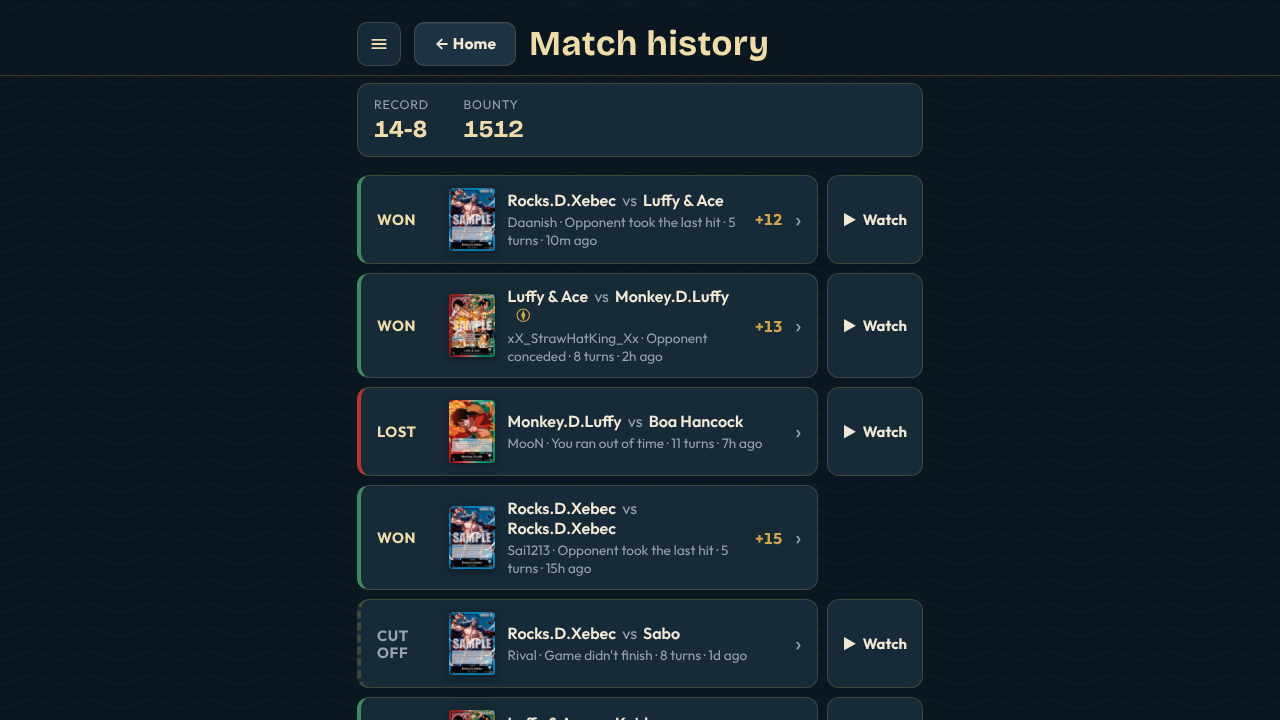 ← Home
Match history
RECORD
14-8
BOUNTY
1512
WON
SAMPLE
Rocks.D.Xebec vs Luffy & Ace
Daanish · Opponent took the last hit · 5
turns · 10m ago
+12 ›
▶ Watch
WON
SAMPLE
Luffy & Ace vs Monkey.D.Luffy
xX_StrawHatKing_Xx · Opponent
conceded · 8 turns · 2h ago
+13 ›
▶ Watch
LOST
Monkey.D.Luffy vs Boa Hancock
MooN · You ran out of time · 11 turns · 7h ago
›
▶ Watch
WON
SAMPLE
Rocks.D.Xebec vs
Rocks.D.Xebec
Sai1213 · Opponent took the last hit · 5
turns · 15h ago
+15 ›
CUT
OFF
SAMPLE
Rocks.D.Xebec vs Sabo
Rival · Game didn't finish · 8 turns · 1d ago
›
▶ Watch